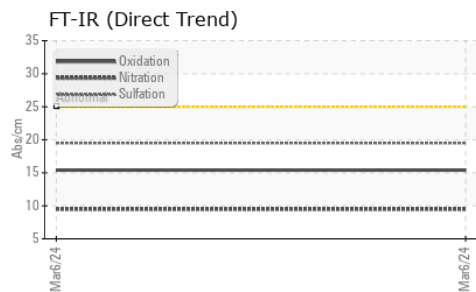 FT-IR (Direct Trend)
35
30
25
20
15
10
5
Abs/cm
Oxidation
Nitration
Sulfation
Abnormal
Mar6/24
Mar6/24